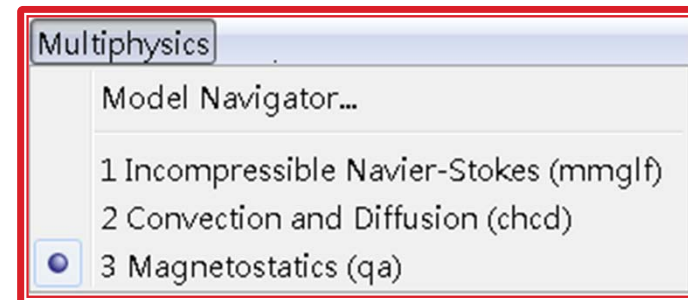 Multiphysics
Model Navigator...
1 Incompressible Navier-Stokes (mmglf)
2 Convection and Diffusion (chcd)
3 Magnetostatics (qa)